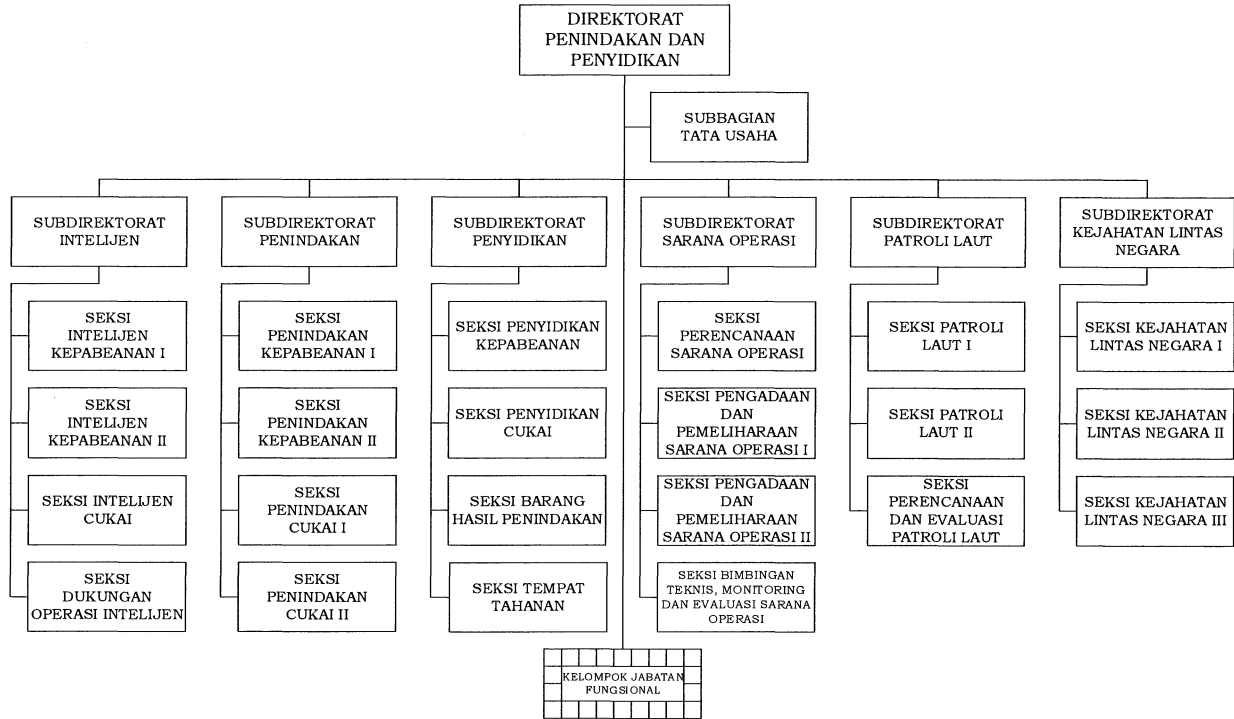 DIREKTORAT
PENINDAKAN DAN
PENYIDIKAN
SUBBAGIAN
TATA USAHA
SUBDIREKTORAT
INTELIJEN
SUBDIREKTORAT
PENINDAKAN
SUBDIREKTORAT
PENYIDIKAN
SUBDIREKTORAT
SARANA OPERASI
SUBDIREKTORAT
PATROLI LAUT
SUBDIREKTORAT
KEJAHATAN LINTAS
NEGARA
SEKSI
INTELIJEN
KEPABEANAN I
SEKSI
PENINDAKAN
KEPABEANAN I
SEKSI PENYIDIKAN
KEPABEANAN
SEKSI
PERENCANAAN
SARANA OPERASI
SEKSI PATROLI
LAUT I
SEKSI KEJAHATAN
LINTAS NEGARA I
SEKSI
INTELIJEN
KEPABEANAN II
SEKSI
PENINDAKAN
KEPABEANAN II
SEKSI PENYIDIKAN
CUKAI
SEKSI PENGADAAN
DAN
PEMELIHARAAN
SARANA OPERASI I
SEKSI PATROLI
LAUT II
SEKSI KEJAHATAN
LINTAS NEGARA II
SEKSI INTELIJEN
CUKAI
SEKSI
PENINDAKAN
CUKAI I
SEKSI BARANG
HASIL PENINDAKAN
SEKSI PENGADAAN
DAN
PEMELIHARAAN
SARANA OPERASI II
SEKSI
PERENCANAAN
DAN EVALUASI
PATROLI LAUT
SEKSI KEJAHATAN
LINTAS NEGARA III
SEKSI
DUKUNGAN
OPERASI INTELIJEN
SEKSI
PENINDAKAN
CUKAI II
SEKSI TEMPAT
TAHANAN
SEKSI BIMBINGAN
TEKNIS, MONITORING
DAN EVALUASI SARANA
OPERASI
KELOMPOK JABATAN
FUNGSIONAL